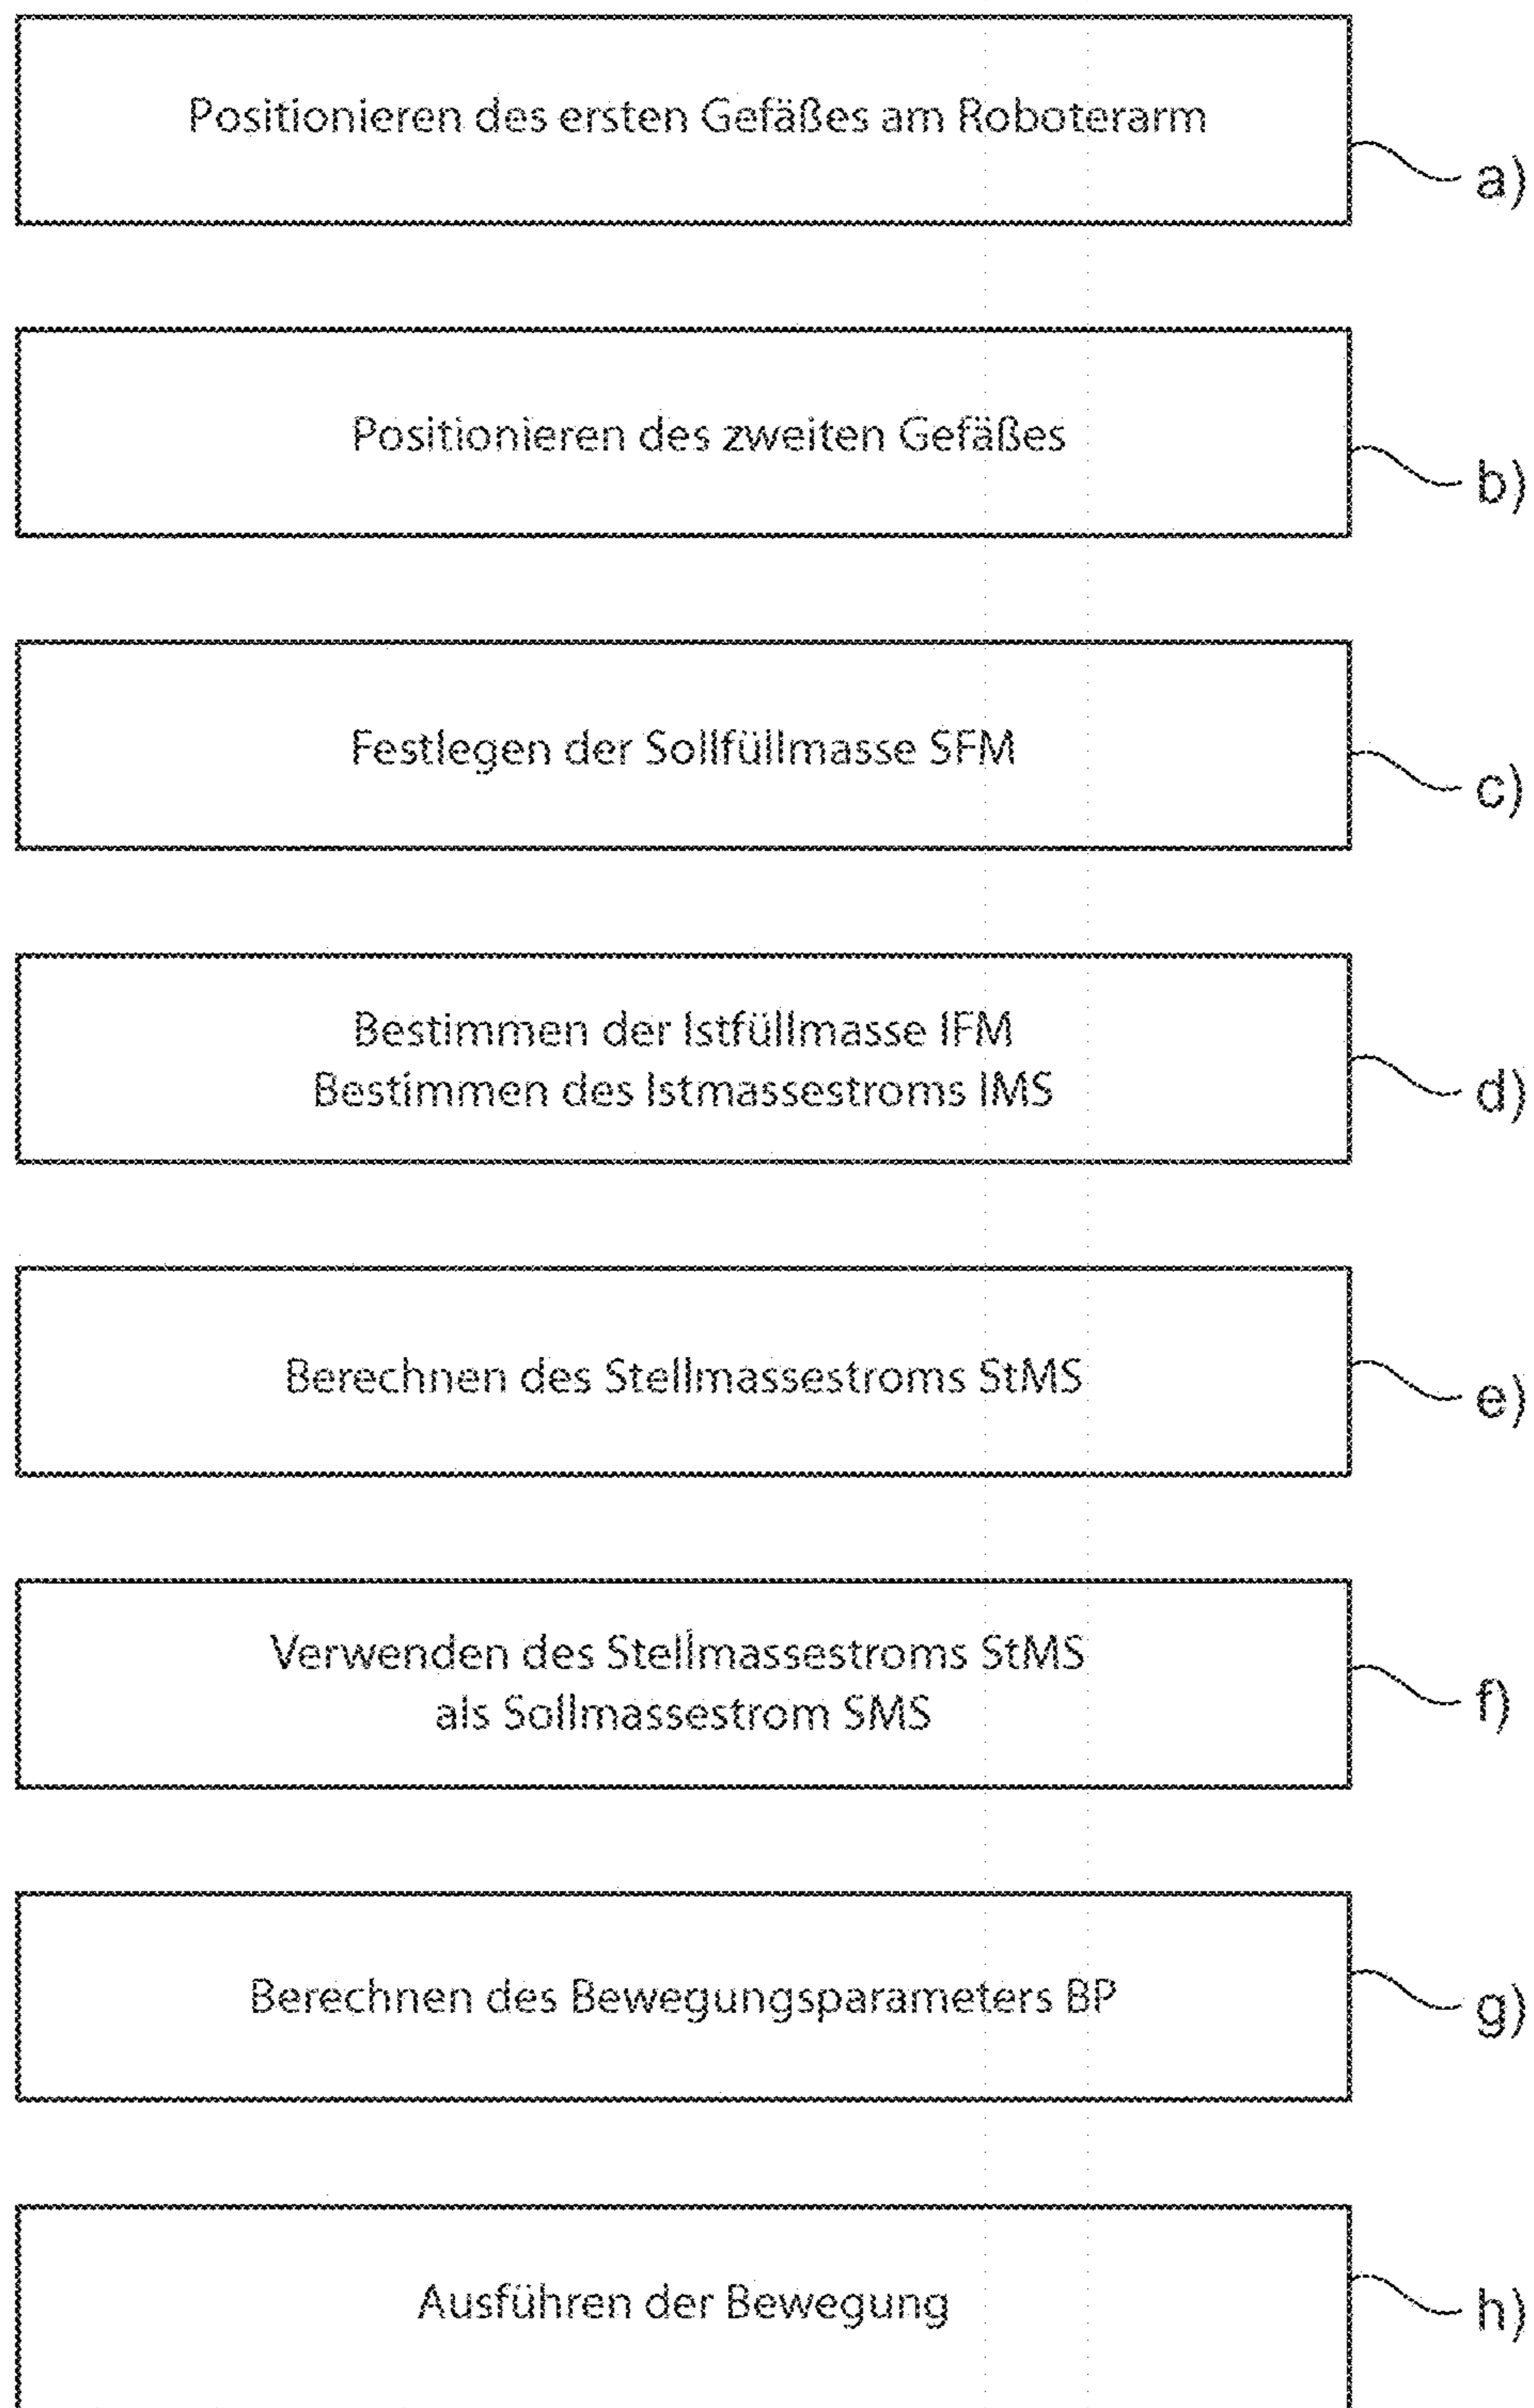 Positionieren des ersten Gefäßes am Roboterarm
a)
Positionieren des zweiten Gefäßes
b)
Festlegen der Sollfüllmasse SFM
c)
Bestimmen der Istfüllmasse IFM
Bestimmen des Istmassestroms IMS
d)
Berechnen des Stellmassestroms StMS
e)
Verwenden des Stellmassestroms StMS
als Sollmassestrom SMS
f)
Berechnen des Bewegungsparameters BP
g)
Ausführen der Bewegung
h)